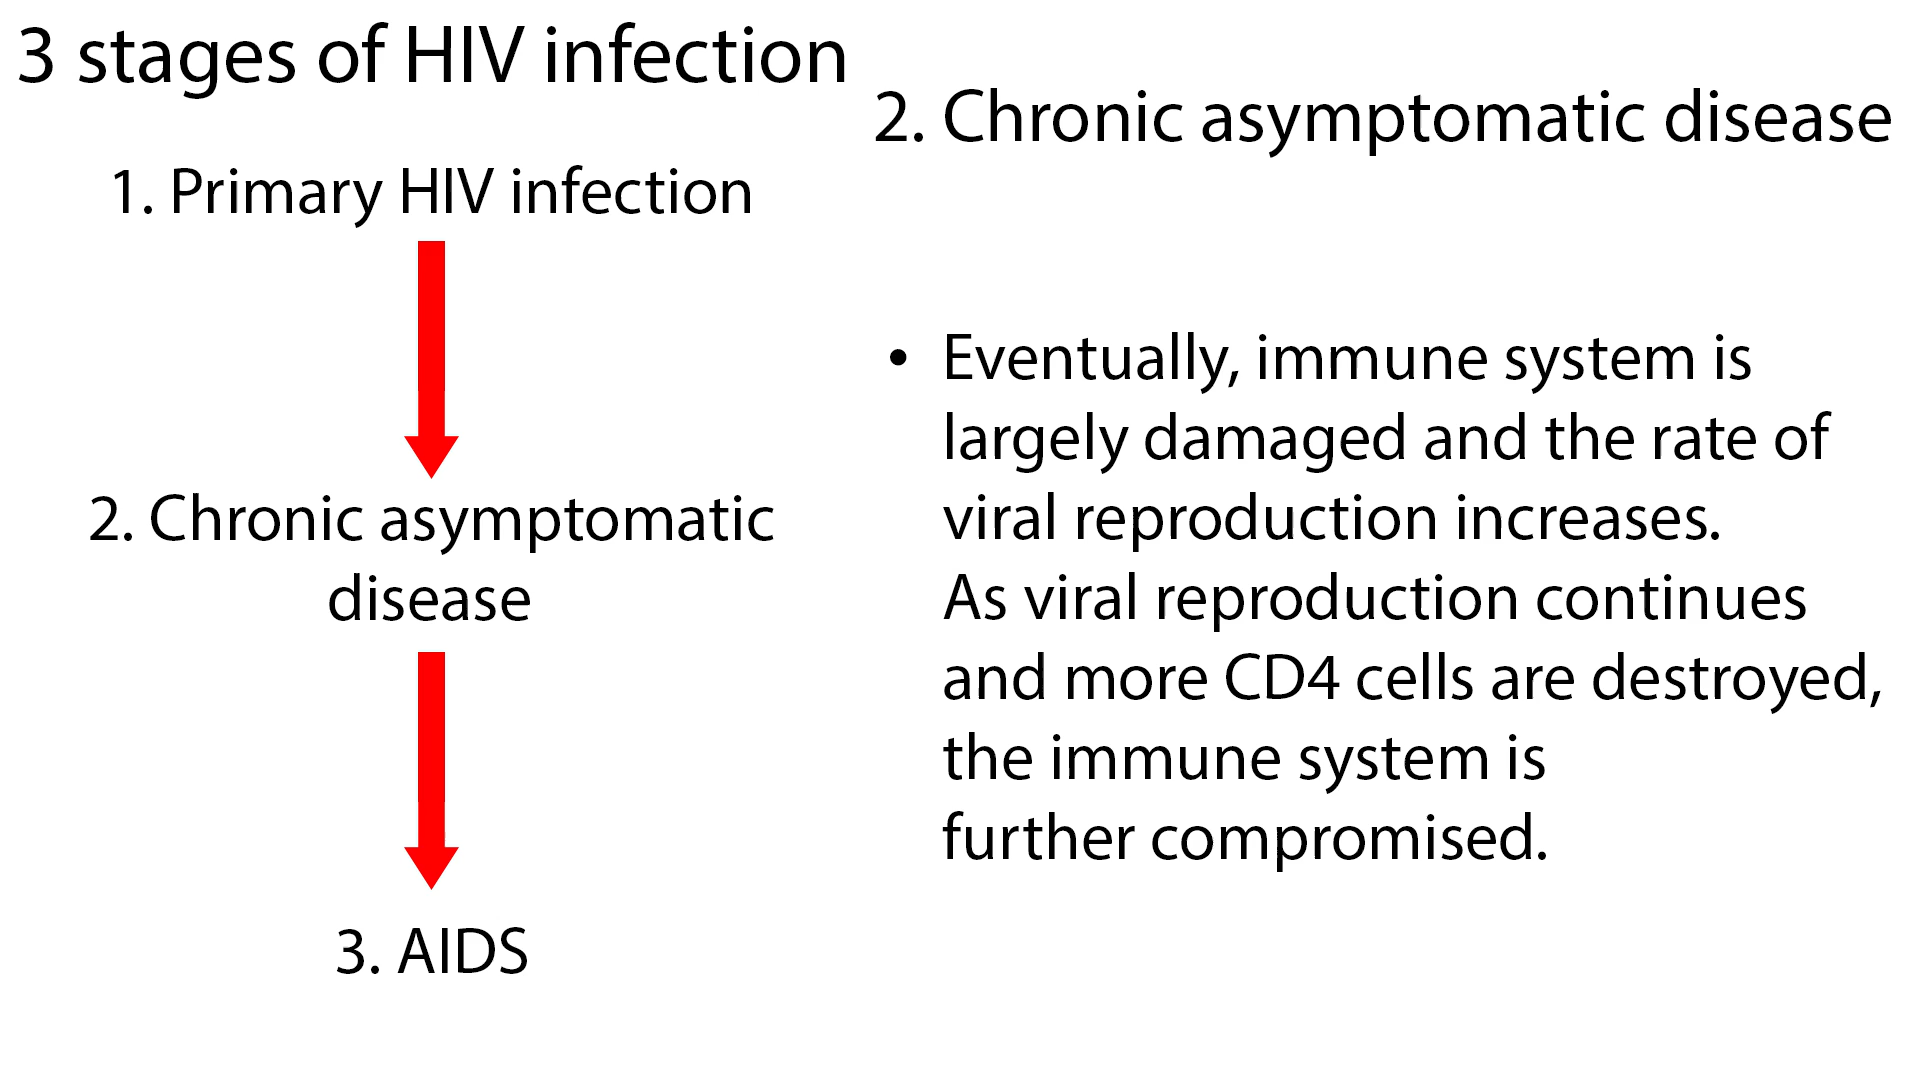 3 stages of HIV infection
1. Primary HIV infection
2. Chronic asymptomatic
disease
3. AIDS
2. Chronic asymptomatic disease
• Eventually, immune system is
largely damaged and the rate of
viral reproduction increases.
As viral reproduction continues
and more CD4 cells are destroyed,
the immune system is
further compromised.